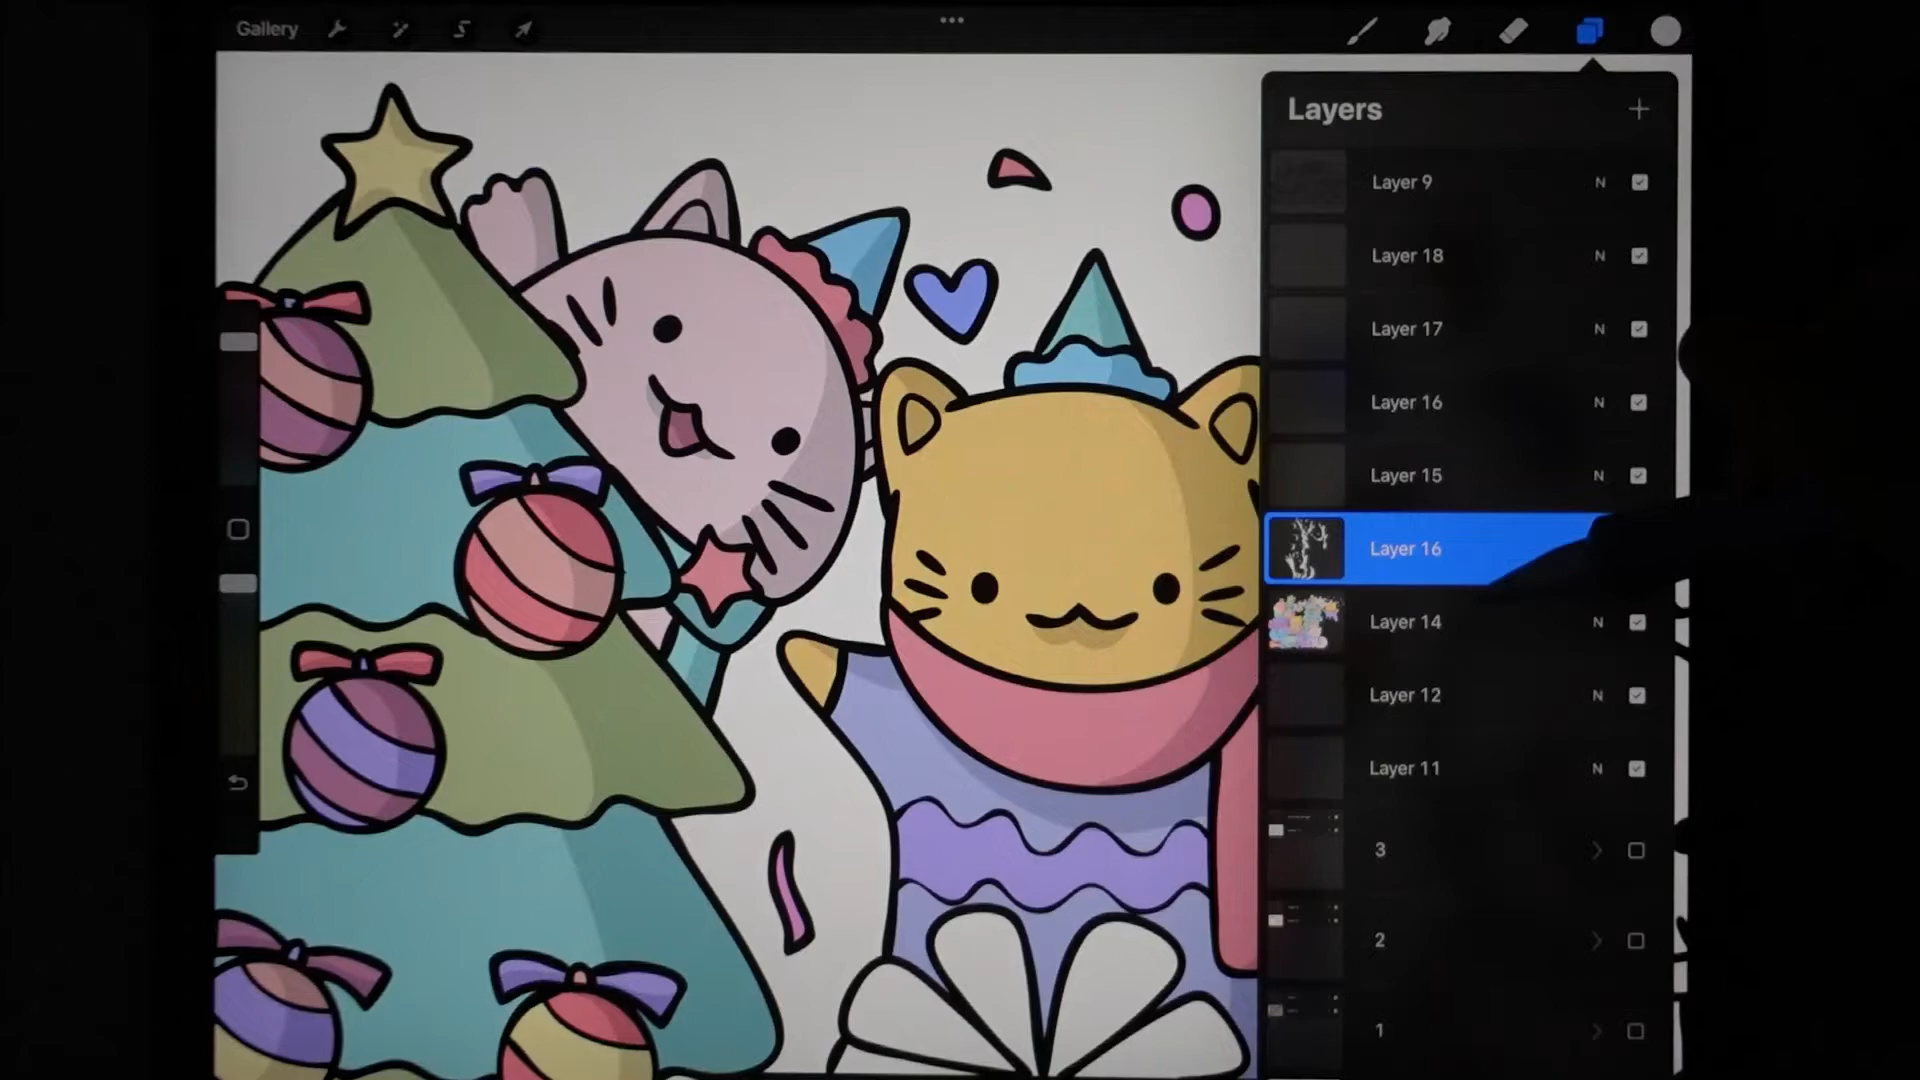 Gallery
Layers
Layer 9 N
Layer 18 N
Layer 17 N
Layer 16 N
Layer 15 N
Layer 16
Layer 14 N
Layer 12 N
Layer 11 N
3
2
1